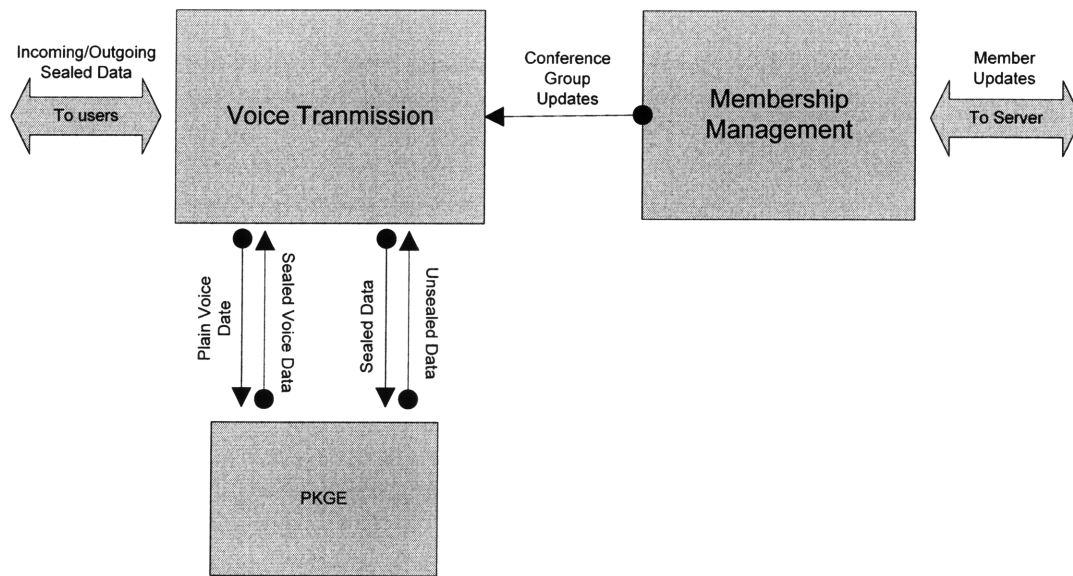 Incoming/Outgoing
Sealed Data
To users
Voice Tranmission
Conference
Group
Updates
Membership
Management
Member
Updates
To Server
Plain Voice
Date
Sealed Voice Data
Sealed Data
Unsealed Data
PKGE